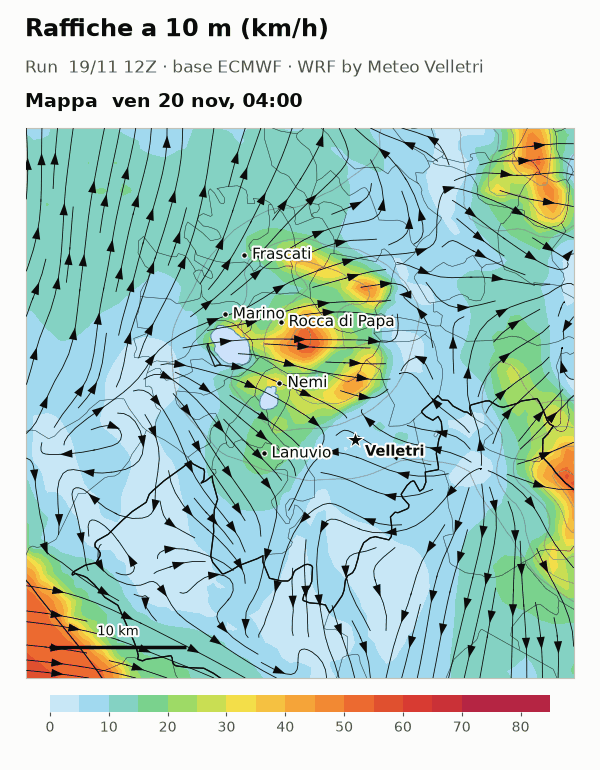 Raffiche a 10 m (km/h)
Run  19/11 12Z · base ECMWF · WRF by Meteo Velletri
Mappa  ven 20 nov, 04:00
Frascati
Marino
Rocca di Papa
Nemi
Velletri
Lanuvio
10 km
0 10 20 30 40 50 60 70 80